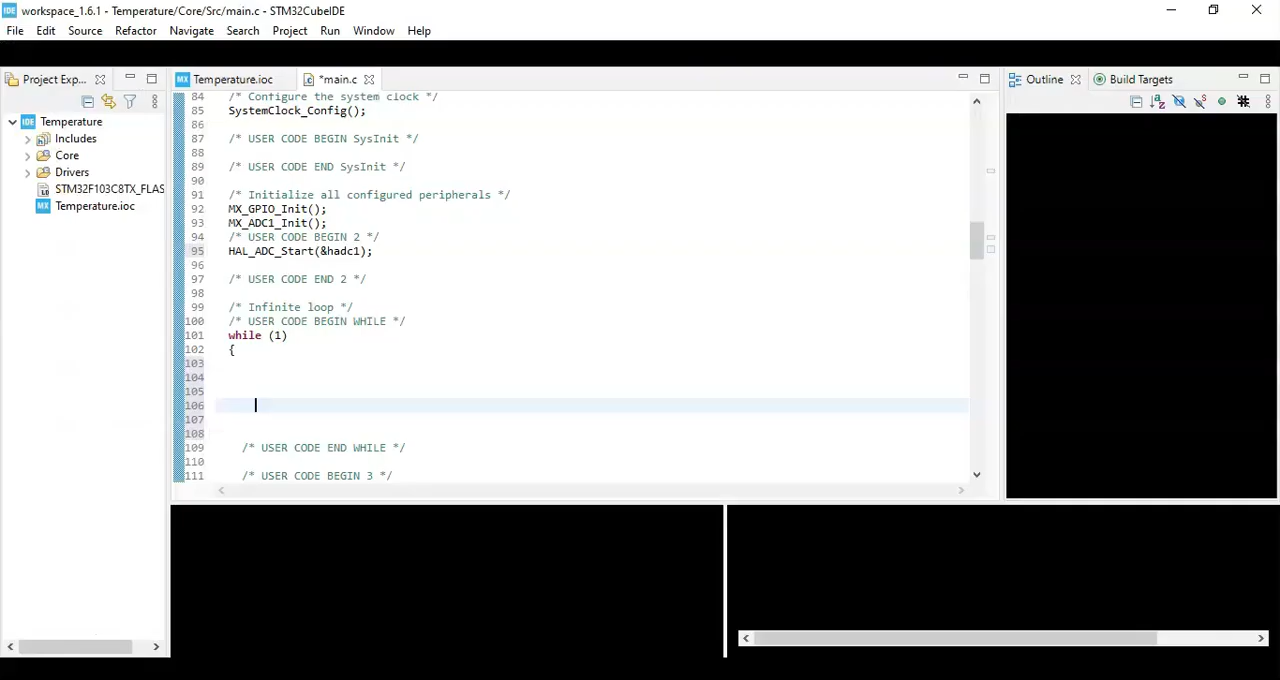 IDE workspace_1.6.1 - Temperature/Core/Src/main.c - STM32CubeIDE
File Edit Source Refactor Navigate Search Project Run Window Help
Project Exp...
MX Temperature.ioc
*main.c
Outline
Build Targets
IDE Temperature
Includes
Core
Drivers
STM32F103C8TX_FLAS
MX Temperature.ioc
84 /* Configure the system clock */
85 SystemClock_Config();
86
87 /* USER CODE BEGIN SysInit */
88
89 /* USER CODE END SysInit */
90
91 /* Initialize all configured peripherals */
92 MX_GPIO_Init();
93 MX_ADC1_Init();
94 /* USER CODE BEGIN 2 */
95 HAL_ADC_Start(&hadc1);
96
97 /* USER CODE END 2 */
98
99 /* Infinite loop */
100 /* USER CODE BEGIN WHILE */
101 while (1)
102 {
103
104
105
106
107
108
109 /* USER CODE END WHILE */
110
111 /* USER CODE BEGIN 3 */